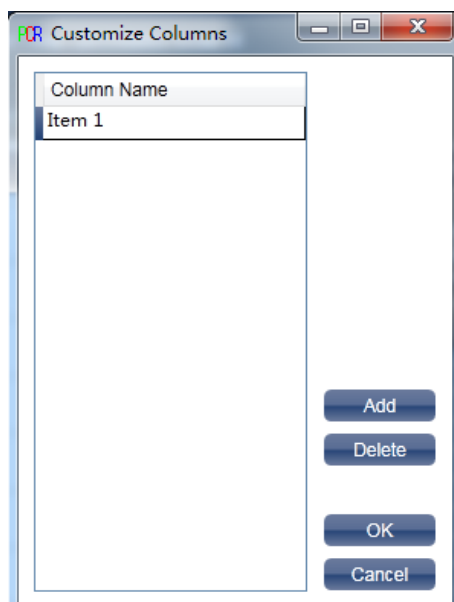 PCR Customize Columns
Column Name
Item 1
Add
Delete
OK
Cancel